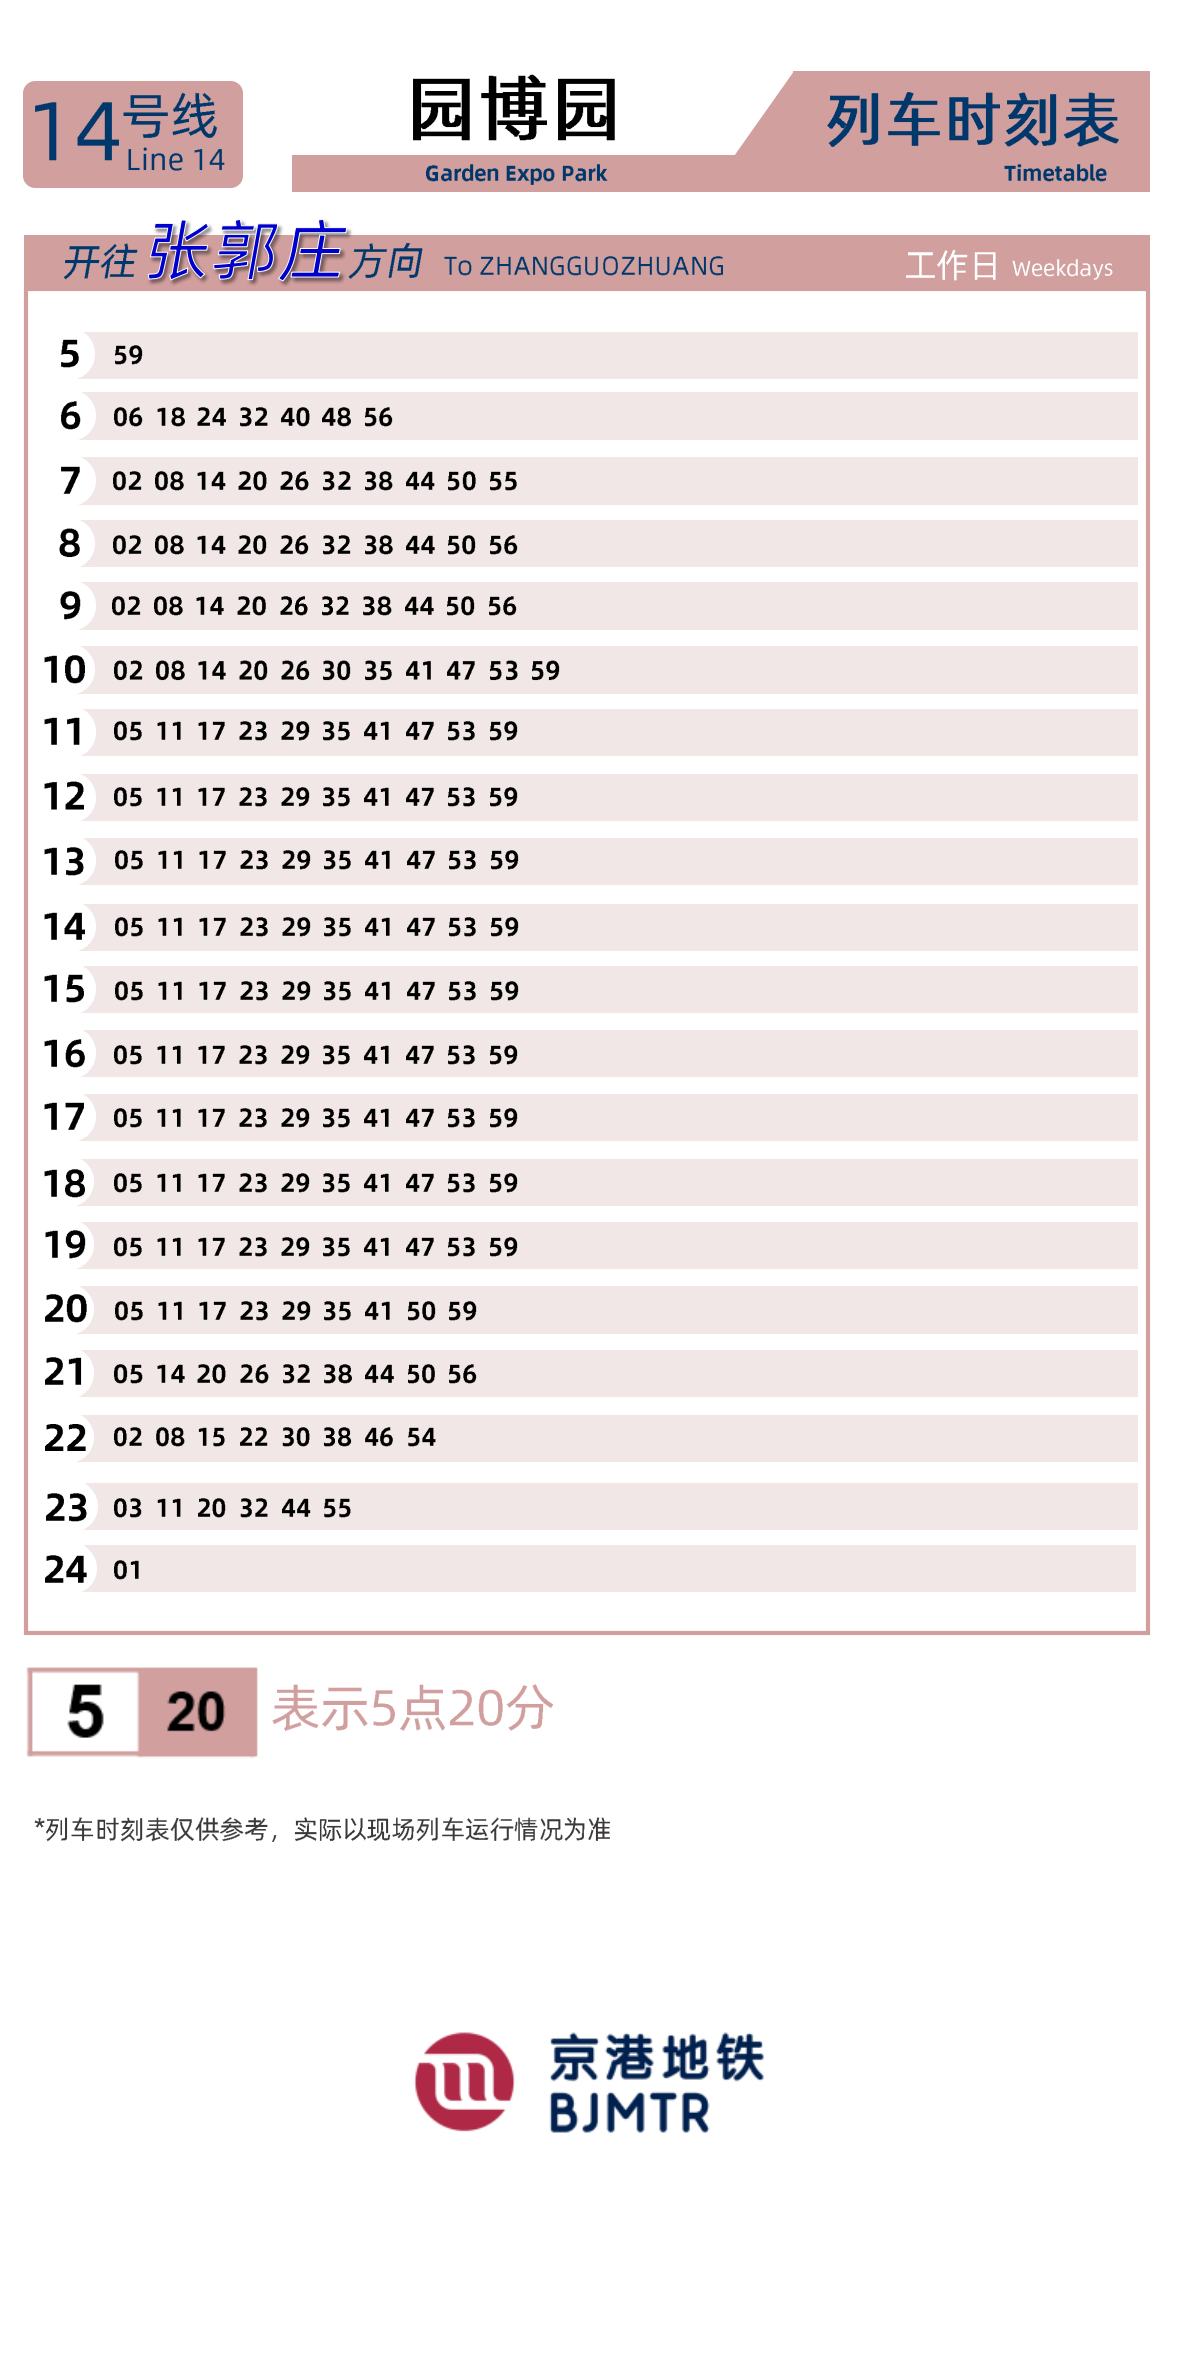 14号线
Line 14
园博园
Garden Expo Park
列车时刻表
Timetable
开往 张郭庄 方向 To ZHANGGUOZHUANG 工作日 Weekdays
5 59
6 06 18 24 32 40 48 56
7 02 08 14 20 26 32 38 44 50 55
8 02 08 14 20 26 32 38 44 50 56
9 02 08 14 20 26 32 38 44 50 56
10 02 08 14 20 26 30 35 41 47 53 59
11 05 11 17 23 29 35 41 47 53 59
12 05 11 17 23 29 35 41 47 53 59
13 05 11 17 23 29 35 41 47 53 59
14 05 11 17 23 29 35 41 47 53 59
15 05 11 17 23 29 35 41 47 53 59
16 05 11 17 23 29 35 41 47 53 59
17 05 11 17 23 29 35 41 47 53 59
18 05 11 17 23 29 35 41 47 53 59
19 05 11 17 23 29 35 41 47 53 59
20 05 11 17 23 29 35 41 50 59
21 05 14 20 26 32 38 44 50 56
22 02 08 15 22 30 38 46 54
23 03 11 20 32 44 55
24 01
5 20 表示5点20分
*列车时刻表仅供参考，实际以现场列车运行情况为准
京港地铁
BJMTR